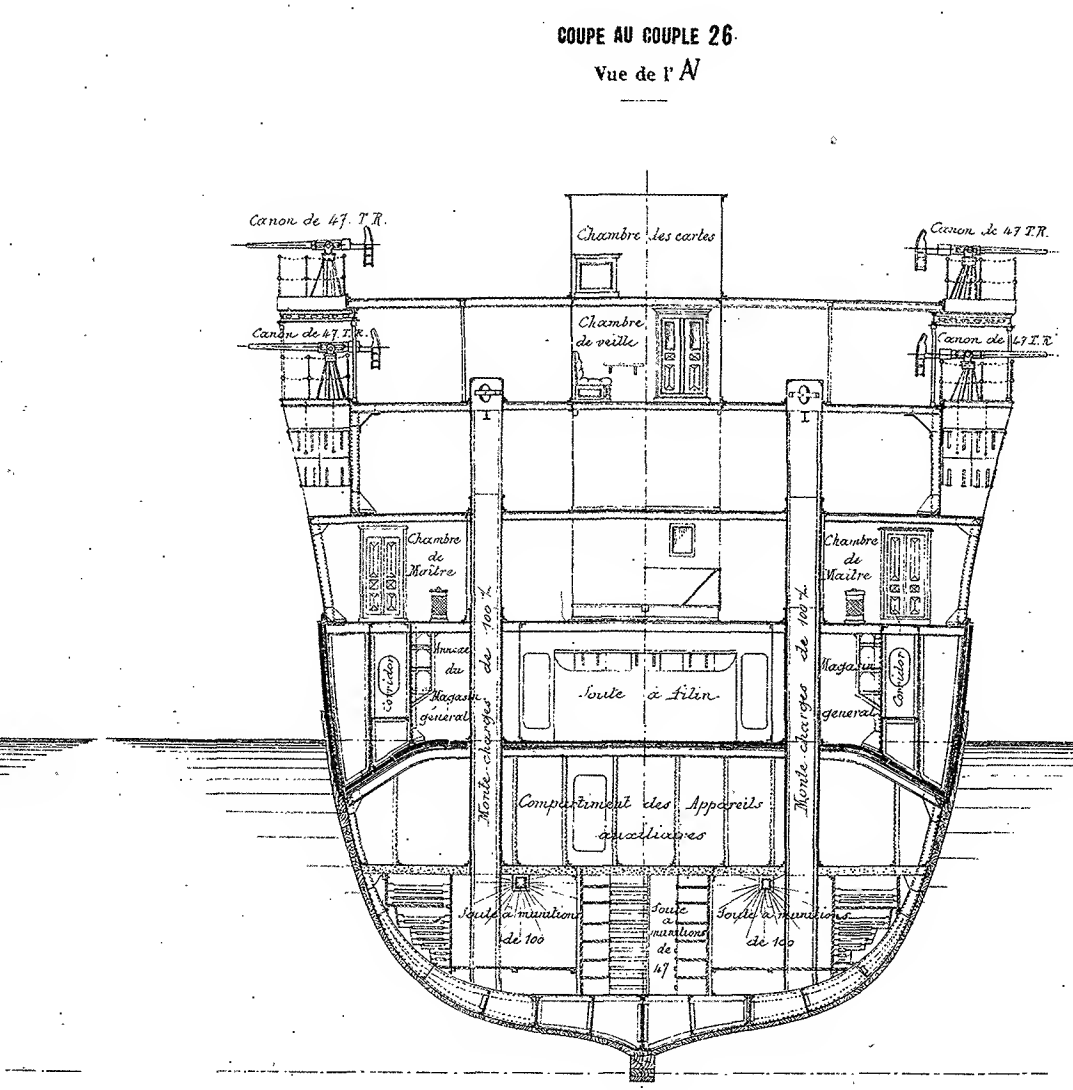 COUPE AU COUPLE 26
Vue de l'AV
Canon de 47. T.R.
Chambre des cartes
Canon de 47 T.R.
Canon de 47 T.R.
Chambre
de veille
Canon de 47 T.R.
Chambre
de
Maître
Chambre
de
Maître
Corridor
Annexe
du
Magasin
général
Monte-charges de 100
Soute à filin
Monte charges de 100
Magasin
général
Corridor
Compartiment des Appareils
auxiliaires
Soute à munitions
de 100
Soute
à
munitions
de
47
Soute à munitions
de 100